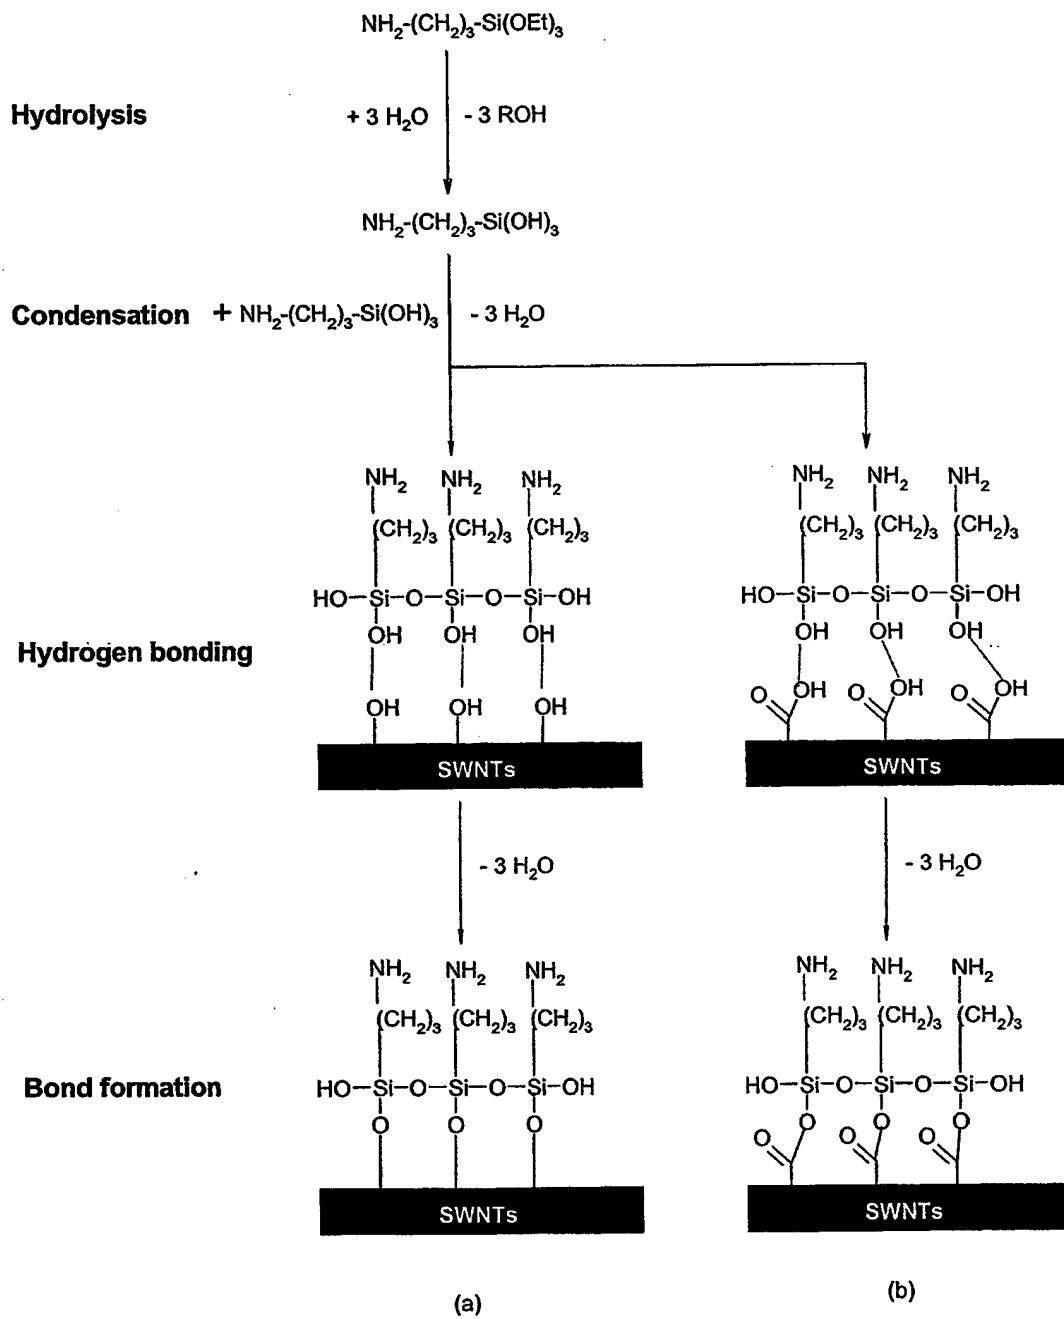 NH2-(CH2)3-Si(OEt)3
Hydrolysis + 3 H2O - 3 ROH
NH2-(CH2)3-Si(OH)3
Condensation + NH2-(CH2)3-Si(OH)3 - 3 H2O
NH2 NH2 NH2 NH2 NH2 NH2
(CH2)3 (CH2)3 (CH2)3 (CH2)3 (CH2)3 (CH2)3
HO-Si-O-Si-O-Si-OH HO-Si-O-Si-O-Si-OH
OH OH OH OH OH OH
Hydrogen bonding
OH OH OH O OH O OH O OH
SWNTs SWNTs
- 3 H2O - 3 H2O
NH2 NH2 NH2 NH2 NH2 NH2
(CH2)3 (CH2)3 (CH2)3 (CH2)3 (CH2)3 (CH2)3
Bond formation HO-Si-O-Si-O-Si-OH HO-Si-O-Si-O-Si-OH
O O O O O O
O O O
SWNTs SWNTs
(a) (b)